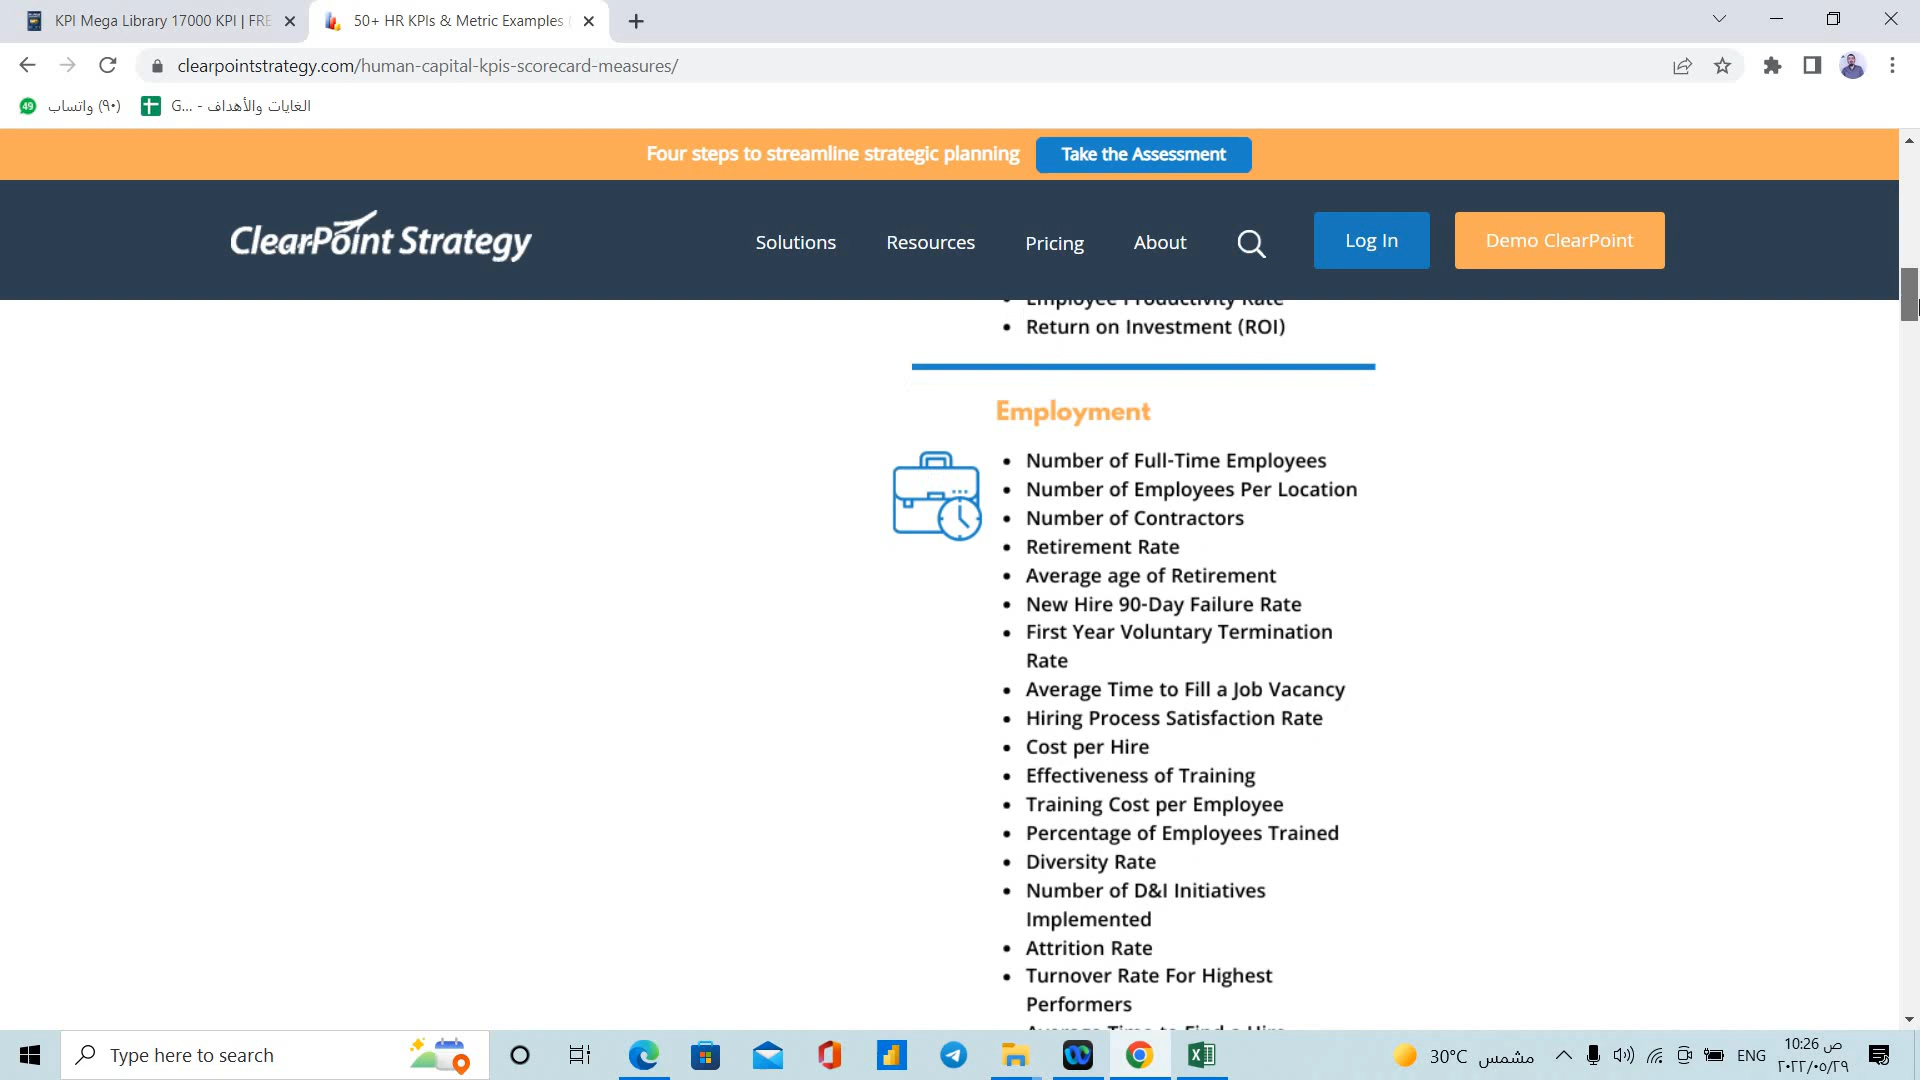 KPI Mega Library 17000 KPI | FRE
50+ HR KPIs & Metric Examples
clearpointstrategy.com/human-capital-kpis-scorecard-measures/
49
(٩٠) واتساب
الغايات والأهداف - G...
Four steps to streamline strategic planning
Take the Assessment
ClearPoint Strategy
Solutions
Resources
Pricing
About
Log In
Demo ClearPoint
Employee Productivity Rate
Return on Investment (ROI)
Employment
Number of Full-Time Employees
Number of Employees Per Location
Number of Contractors
Retirement Rate
Average age of Retirement
New Hire 90-Day Failure Rate
First Year Voluntary Termination
Rate
Average Time to Fill a Job Vacancy
Hiring Process Satisfaction Rate
Cost per Hire
Effectiveness of Training
Training Cost per Employee
Percentage of Employees Trained
Diversity Rate
Number of D&I Initiatives
Implemented
Attrition Rate
Turnover Rate For Highest
Performers
Average Time to Find a Hire
Type here to search
30°C مشمس
ENG
10:26 ص
٢٠٢٢/٠٥/٢٩